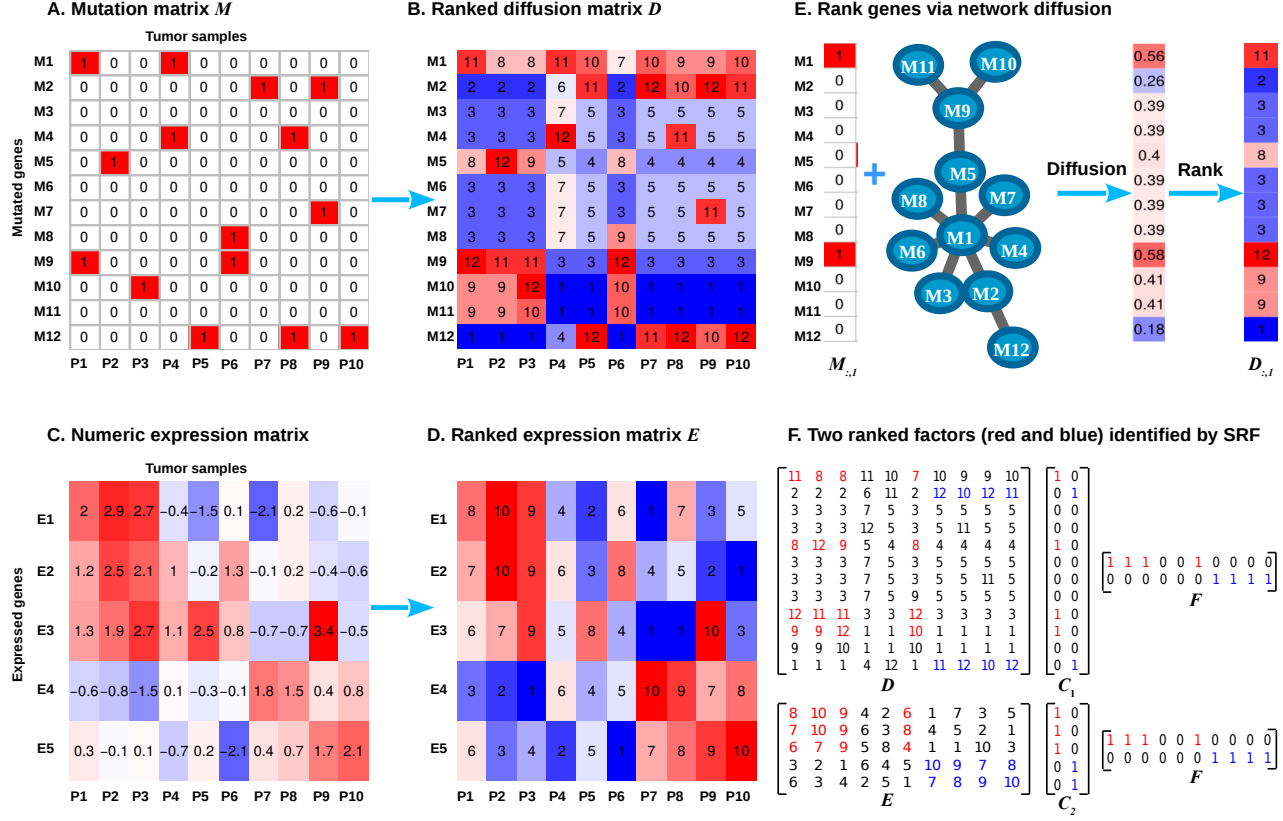 A. Mutation matrix M
Tumor samples
Mutated genes
M1 1 0 0 1 0 0 0 0 0 0
M2 0 0 0 0 0 0 1 0 1 0
M3 0 0 0 0 0 0 0 0 0 0
M4 0 0 0 1 0 0 0 1 0 0
M5 0 1 0 0 0 0 0 0 0 0
M6 0 0 0 0 0 0 0 0 0 0
M7 0 0 0 0 0 0 0 0 1 0
M8 0 0 0 0 0 1 0 0 0 0
M9 1 0 0 0 0 1 0 0 0 0
M10 0 0 1 0 0 0 0 0 0 0
M11 0 0 0 0 0 0 0 0 0 0
M12 0 0 0 0 1 0 0 1 0 1
P1 P2 P3 P4 P5 P6 P7 P8 P9 P10
B. Ranked diffusion matrix D
M1 11 8 8 11 10 7 10 9 9 10
M2 2 2 2 6 11 2 12 10 12 11
M3 3 3 3 7 5 3 5 5 5 5
M4 3 3 3 12 5 3 5 11 5 5
M5 8 12 9 5 4 8 4 4 4 4
M6 3 3 3 7 5 3 5 5 5 5
M7 3 3 3 7 5 3 5 5 11 5
M8 3 3 3 7 5 9 5 5 5 5
M9 12 11 11 3 3 12 3 3 3 3
M10 9 9 12 1 1 10 1 1 1 1
M11 9 9 10 1 1 10 1 1 1 1
M12 1 1 1 4 12 1 11 12 10 12
P1 P2 P3 P4 P5 P6 P7 P8 P9 P10
E. Rank genes via network diffusion
M1 1
M2 0
M3 0
M4 0
M5 0
M6 0
M7 0
M8 0
M9 1
M10 0
M11 0
M12 0
M:,1
+
M11 M10
M9
M5
M8 M7
M1
M6 M4
M3 M2
M12
Diffusion
0.56
0.26
0.39
0.39
0.4
0.39
0.39
0.39
0.58
0.41
0.41
0.18
Rank
11
2
3
3
8
3
3
3
12
9
9
1
D:,1
C. Numeric expression matrix
Tumor samples
Expressed genes
E1 2 2.9 2.7 −0.4 −1.5 0.1 −2.1 0.2 −0.6 −0.1
E2 1.2 2.5 2.1 1 −0.2 1.3 −0.1 0.2 −0.4 −0.6
E3 1.3 1.9 2.7 1.1 2.5 0.8 −0.7 −0.7 3.4 −0.5
E4 −0.6 −0.8 −1.5 0.1 −0.3 −0.1 1.8 1.5 0.4 0.8
E5 0.3 −0.1 0.1 −0.7 0.2 −2.1 0.4 0.7 1.7 2.1
P1 P2 P3 P4 P5 P6 P7 P8 P9 P10
D. Ranked expression matrix E
E1 8 10 9 4 2 6 1 7 3 5
E2 7 10 9 6 3 8 4 5 2 1
E3 6 7 9 5 8 4 1 1 10 3
E4 3 2 1 6 4 5 10 9 7 8
E5 6 3 4 2 5 1 7 8 9 10
P1 P2 P3 P4 P5 P6 P7 P8 P9 P10
F. Two ranked factors (red and blue) identified by SRF
11 8 8 11 10 7 10 9 9 10
2 2 2 6 11 2 12 10 12 11
3 3 3 7 5 3 5 5 5 5
3 3 3 12 5 3 5 11 5 5
8 12 9 5 4 8 4 4 4 4
3 3 3 7 5 3 5 5 5 5
3 3 3 7 5 3 5 5 11 5
3 3 3 7 5 9 5 5 5 5
12 11 11 3 3 12 3 3 3 3
9 9 12 1 1 10 1 1 1 1
9 9 10 1 1 10 1 1 1 1
1 1 1 4 12 1 11 12 10 12
D
1 0
0 1
0 0
0 0
1 0
0 0
0 0
0 0
1 0
1 0
0 0
0 1
C1
1 1 1 0 0 1 0 0 0 0
0 0 0 0 0 0 1 1 1 1
F
8 10 9 4 2 6 1 7 3 5
7 10 9 6 3 8 4 5 2 1
6 7 9 5 8 4 1 1 10 3
3 2 1 6 4 5 10 9 7 8
6 3 4 2 5 1 7 8 9 10
E
1 0
1 0
1 0
0 1
0 1
C2
1 1 1 0 0 1 0 0 0 0
0 0 0 0 0 0 1 1 1 1
F